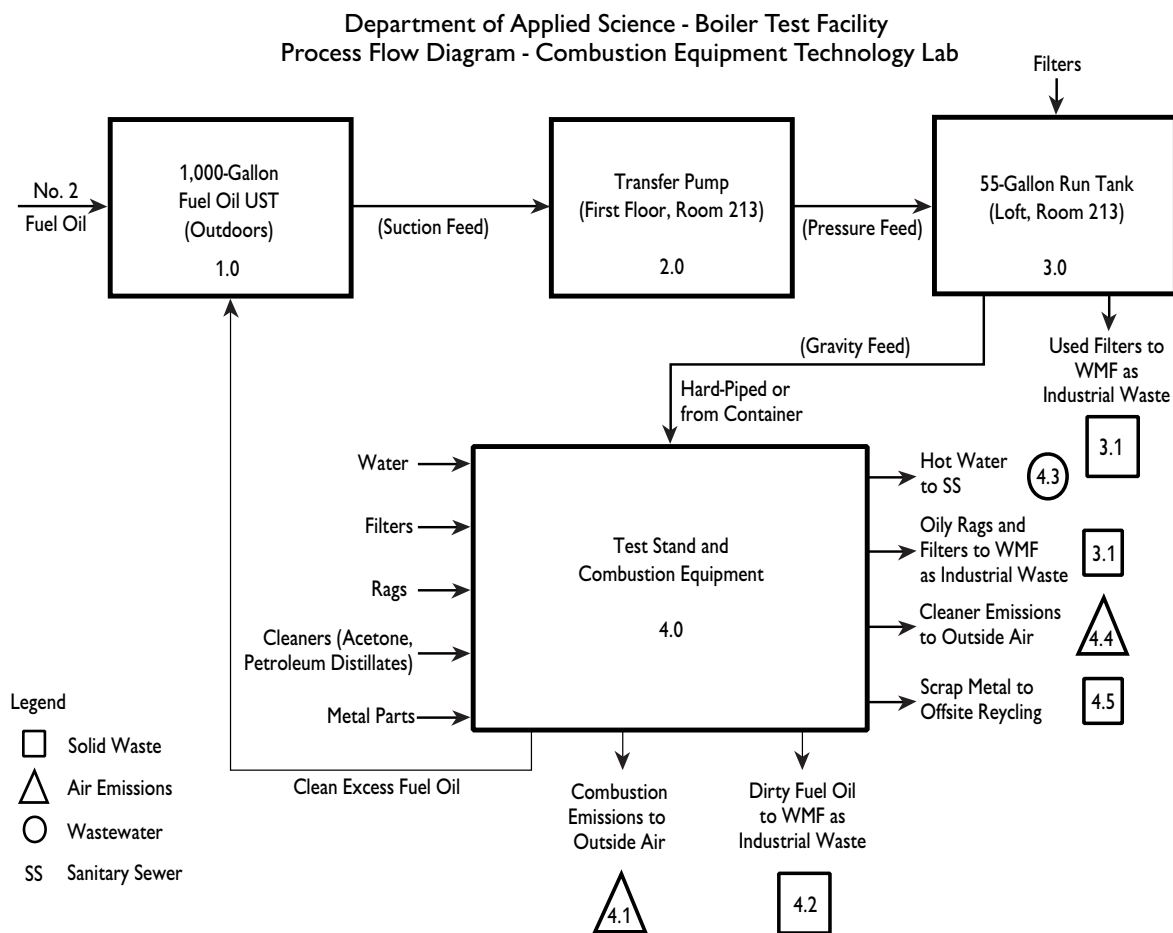 Department of Applied Science - Boiler Test Facility
Process Flow Diagram - Combustion Equipment Technology Lab
Filters
No. 2
Fuel Oil
1,000-Gallon
Fuel Oil UST
(Outdoors)
1.0
(Suction Feed)
Transfer Pump
(First Floor, Room 213)
2.0
(Pressure Feed)
55-Gallon Run Tank
(Loft, Room 213)
3.0
(Gravity Feed)
Hard-Piped or
from Container
Used Filters to
WMF as
Industrial Waste
3.1
Water
Filters
Rags
Cleaners (Acetone,
Petroleum Distillates)
Metal Parts
Test Stand and
Combustion Equipment
4.0
Hot Water
to SS
4.3
Oily Rags and
Filters to WMF
as Industrial Waste
3.1
Cleaner Emissions
to Outside Air
4.4
Scrap Metal to
Offsite Reycling
4.5
Clean Excess Fuel Oil
Combustion
Emissions to
Outside Air
4.1
Dirty Fuel Oil
to WMF as
Industrial Waste
4.2
Legend
Solid Waste
Air Emissions
Wastewater
SS Sanitary Sewer